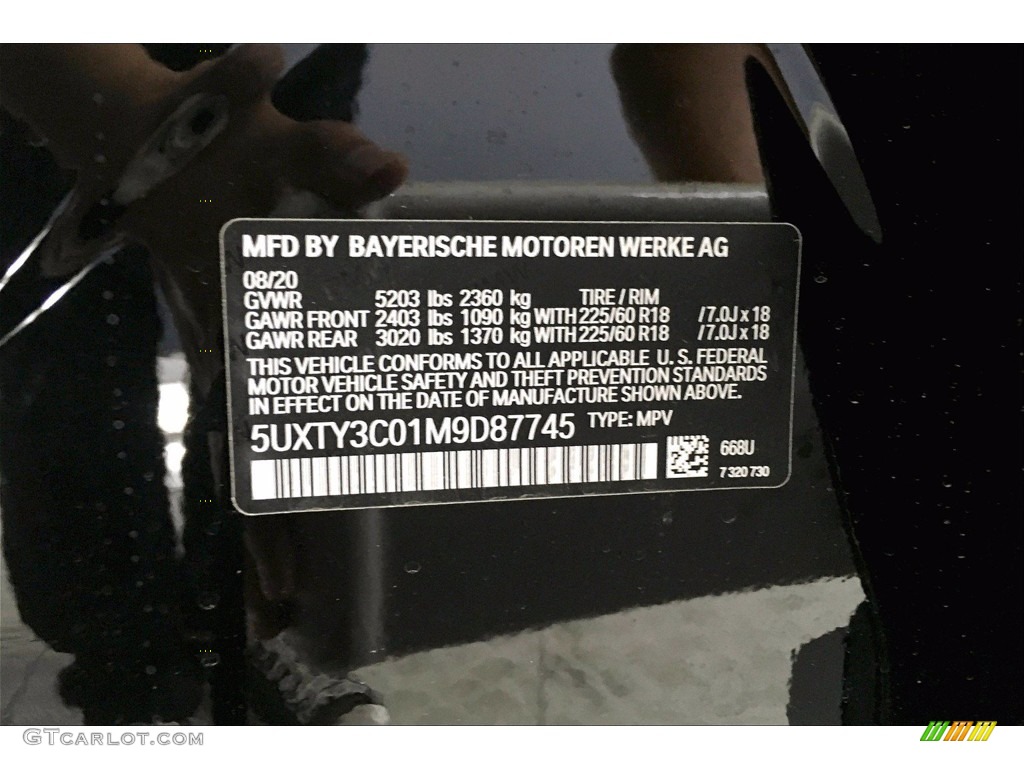 MFD BY BAYERISCHE MOTOREN WERKE AG
08/20
GVWR 5203 lbs 2360 kg TIRE / RIM
GAWR FRONT 2403 lbs 1090 kg WITH 225/60 R18 /7.0J x 18
GAWR REAR 3020 lbs 1370 kg WITH 225/60 R18 /7.0J x 18
THIS VEHICLE CONFORMS TO ALL APPLICABLE U. S. FEDERAL
MOTOR VEHICLE SAFETY AND THEFT PREVENTION STANDARDS
IN EFFECT ON THE DATE OF MANUFACTURE SHOWN ABOVE.
5UXTY3C01M9D87745 TYPE: MPV
668U
7 320 730
GTCARLOT.COM